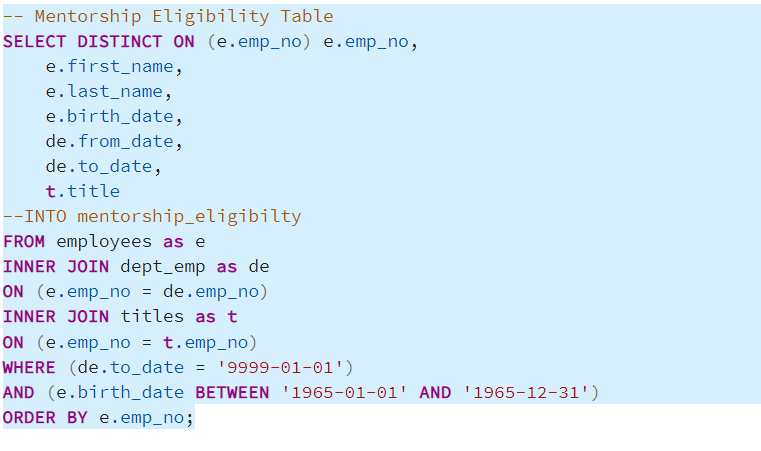 -- Mentorship Eligibility Table
SELECT DISTINCT ON (e.emp_no) e.emp_no,
    e.first_name,
    e.last_name,
    e.birth_date,
    de.from_date,
    de.to_date,
    t.title
--INTO mentorship_eligibilty
FROM employees as e
INNER JOIN dept_emp as de
ON (e.emp_no = de.emp_no)
INNER JOIN titles as t
ON (e.emp_no = t.emp_no)
WHERE (de.to_date = '9999-01-01')
AND (e.birth_date BETWEEN '1965-01-01' AND '1965-12-31')
ORDER BY e.emp_no;